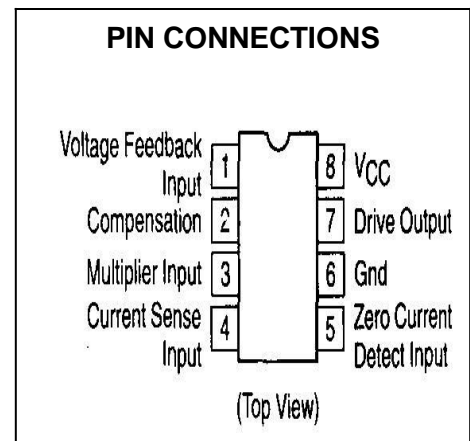 PIN CONNECTIONS
Voltage Feedback
Input
1
8
VCC
Compensation
2
7
Drive Output
Multiplier Input
3
6
Gnd
Current Sense
Input
4
5
Zero Current
Detect Input
(Top View)